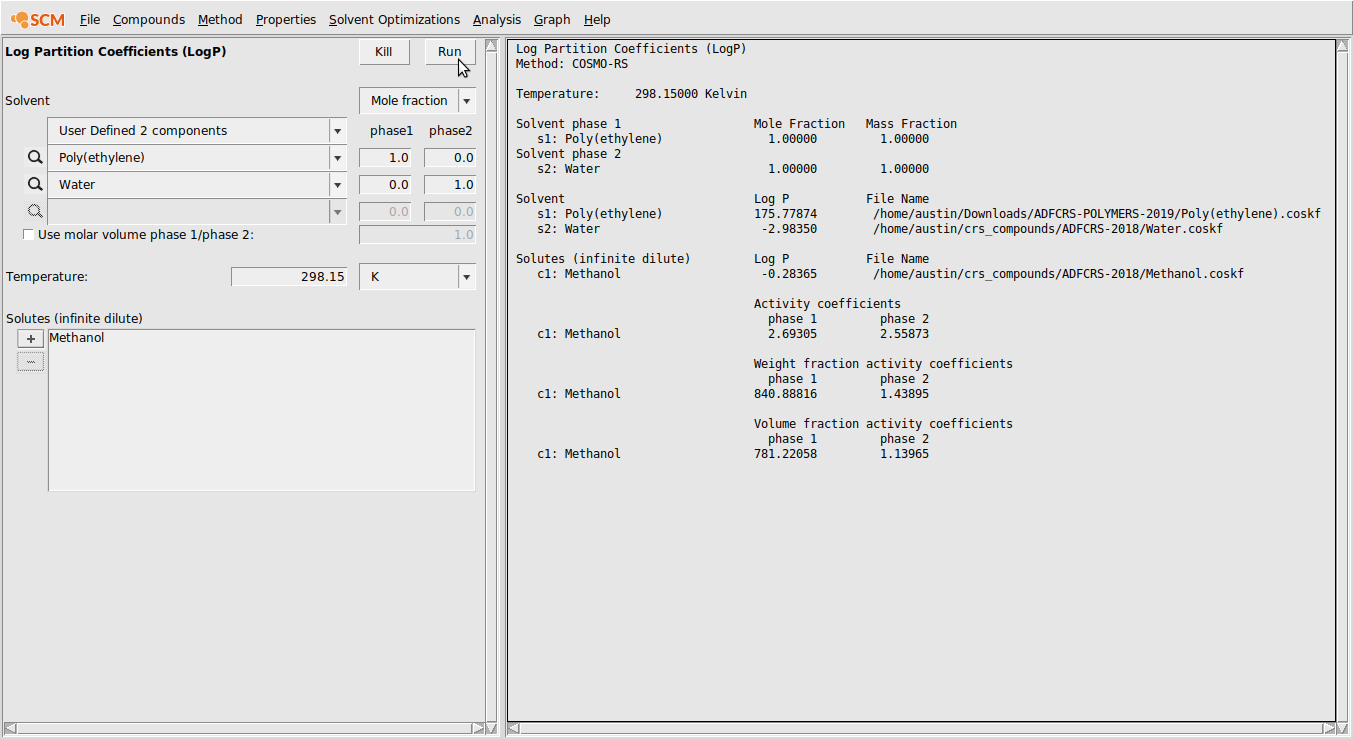 SCM File Compounds Method Properties Solvent Optimizations Analysis Graph Help
Log Partition Coefficients (LogP) Kill Run
Solvent Mole fraction
User Defined 2 components phase1 phase2
Poly(ethylene) 1.0 0.0
Water 0.0 1.0
0.0 0.0
Use molar volume phase 1/phase 2: 1.0
Temperature: 298.15 K
Solutes (infinite dilute)
+ Methanol
–
Log Partition Coefficients (LogP)
Method: COSMO-RS
Temperature: 298.15000 Kelvin
Solvent phase 1 Mole Fraction Mass Fraction
s1: Poly(ethylene) 1.00000 1.00000
Solvent phase 2
s2: Water 1.00000 1.00000
Solvent Log P File Name
s1: Poly(ethylene) 175.77874 /home/austin/Downloads/ADFCRS-POLYMERS-2019/Poly(ethylene).coskf
s2: Water -2.98350 /home/austin/crs_compounds/ADFCRS-2018/Water.coskf
Solutes (infinite dilute) Log P File Name
c1: Methanol -0.28365 /home/austin/crs_compounds/ADFCRS-2018/Methanol.coskf
Activity coefficients
phase 1 phase 2
c1: Methanol 2.69305 2.55873
Weight fraction activity coefficients
phase 1 phase 2
c1: Methanol 840.88816 1.43895
Volume fraction activity coefficients
phase 1 phase 2
c1: Methanol 781.22058 1.13965